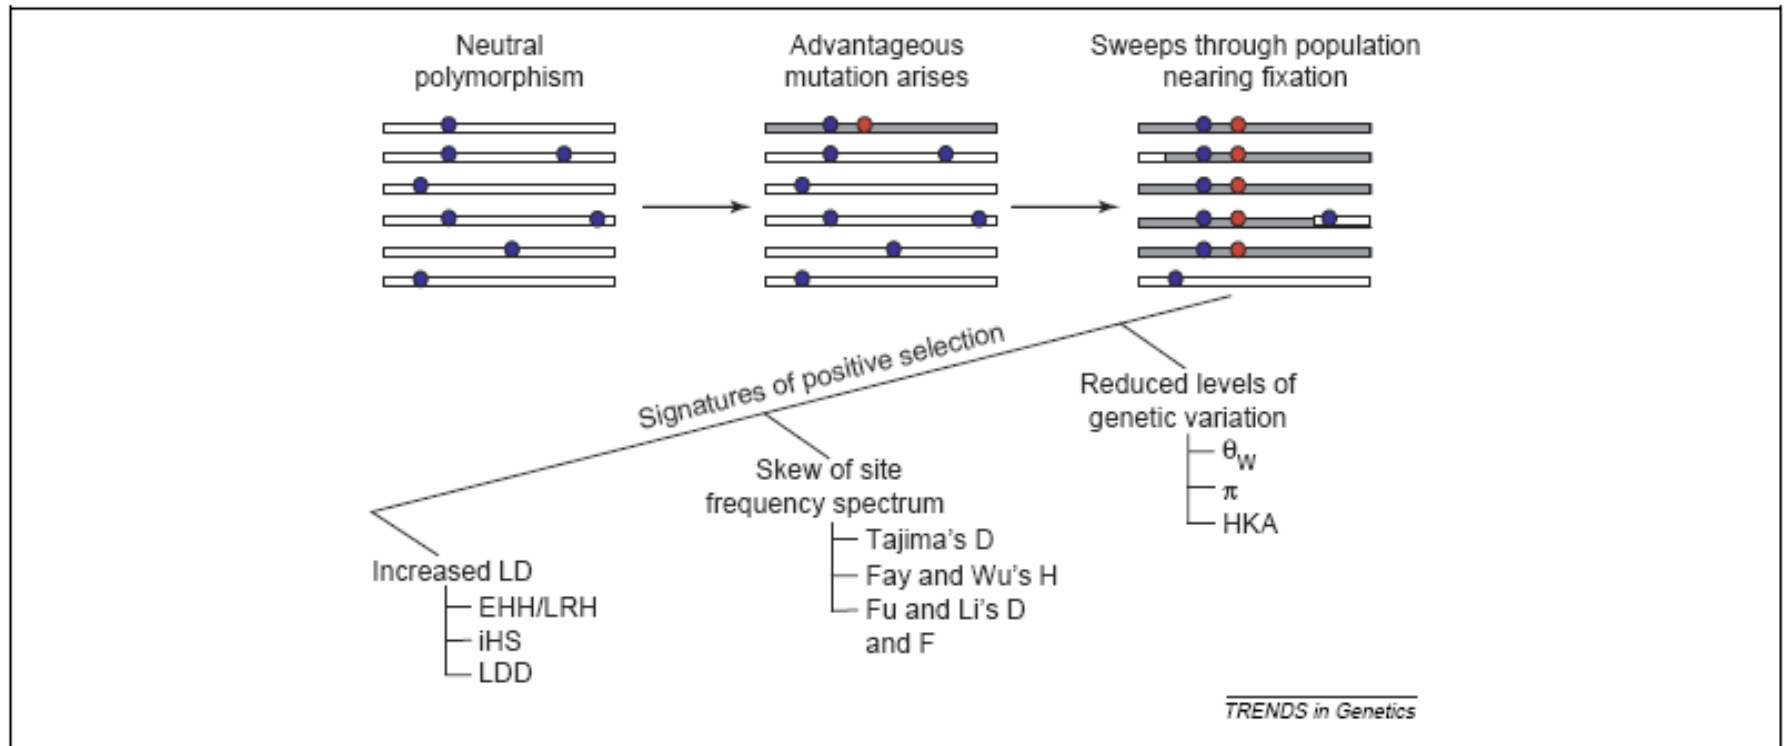 Neutral
polymorphism
Advantageous
mutation arises
Sweeps through population
nearing fixation
Signatures of positive selection
Reduced levels of
genetic variation
θW
π
HKA
Skew of site
frequency spectrum
Tajima's D
Fay and Wu's H
Fu and Li's D
and F
Increased LD
EHH/LRH
iHS
LDD
TRENDS in Genetics